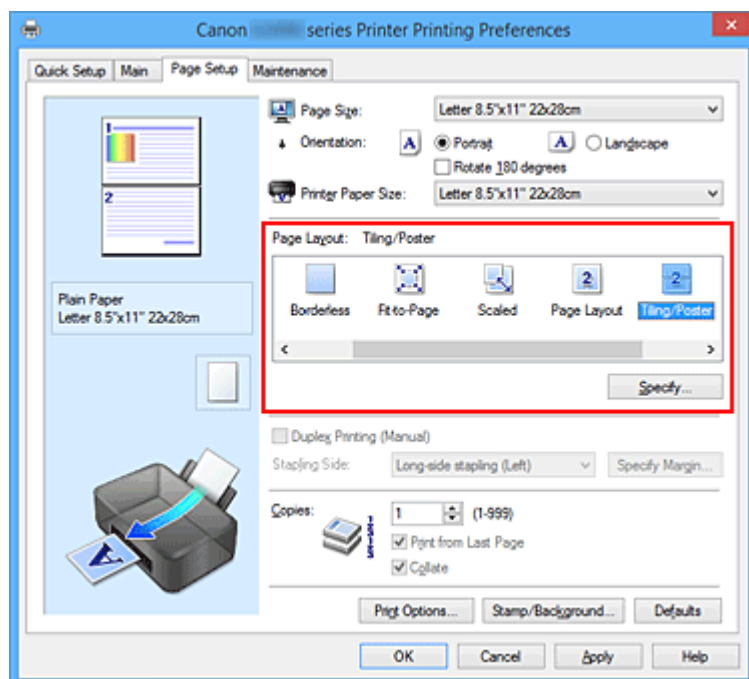 Canon series Printer Printing Preferences
Quick Setup Main Page Setup Maintenance
Page Size: Letter 8.5"x11" 22x28cm
Orientation: A Portrait A Landscape
Rotate 180 degrees
Printer Paper Size: Letter 8.5"x11" 22x28cm
1
2
Page Layout: Tiling/Poster
2 2
Borderless Fit-to-Page Scaled Page Layout Tiling/Poster
Specify...
Plain Paper
Letter 8.5"x11" 22x28cm
Duplex Printing (Manual)
Stapling Side: Long-side stapling (Left) Specify Margin...
Copies: 1 (1-999)
Print from Last Page
Collate
A
Print Options... Stamp/Background... Defaults
OK Cancel Apply Help